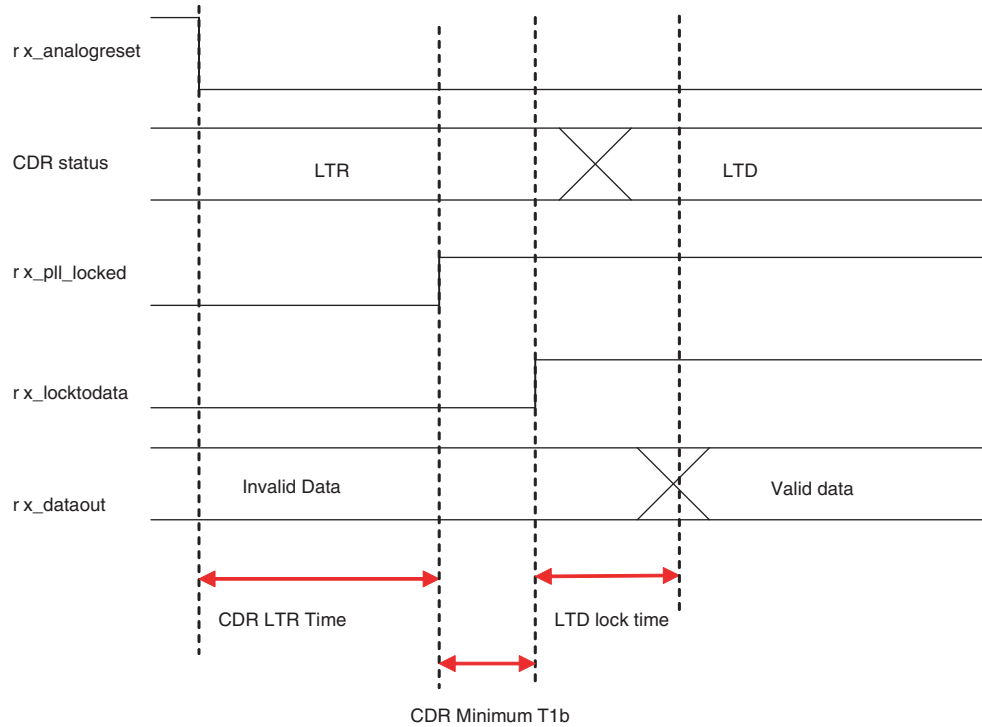 r x_analogreset
CDR status
LTR
LTD
r x_pll_locked
r x_locktodata
Invalid Data
Valid data
r x_dataout
CDR LTR Time
LTD lock time
CDR Minimum T1b